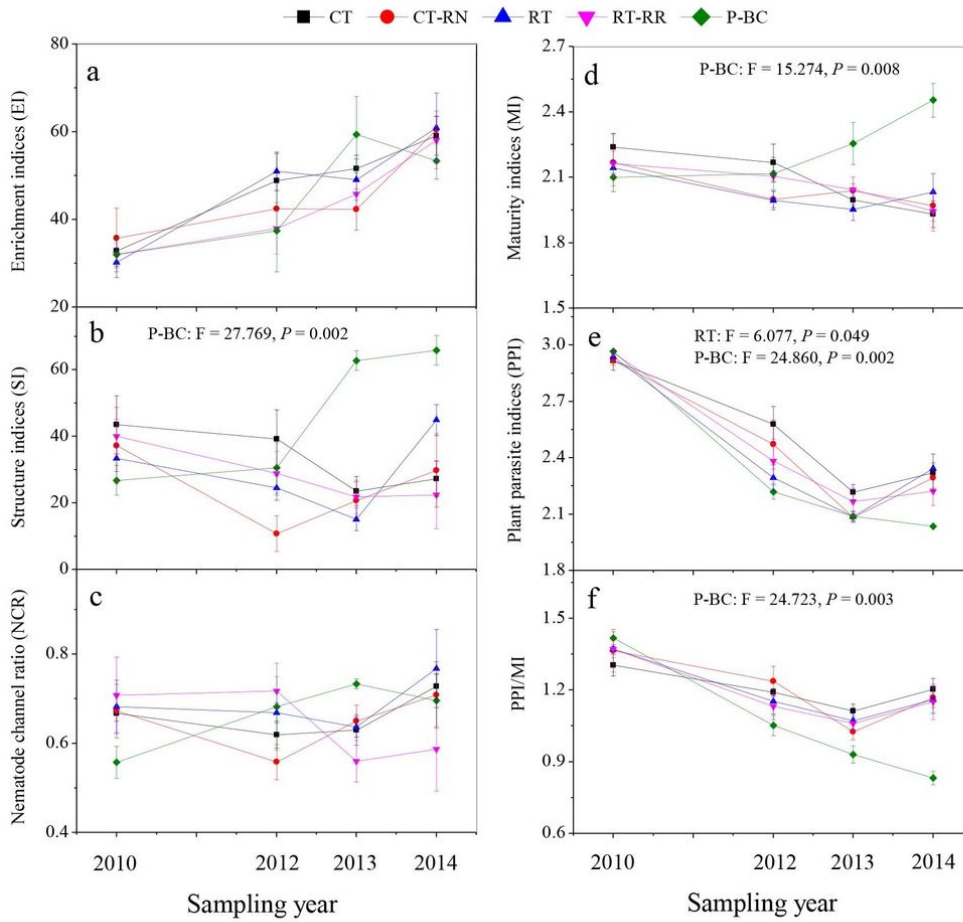 CT CT-RN RT RT-RR P-BC
a
Enrichment indices (EI)
80
60
40
20
b
P-BC: F = 27.769, P = 0.002
Structure indices (SI)
60
40
20
0
c
Nematode channel ratio (NCR)
0.8
0.6
0.4
2010 2012 2013 2014
Sampling year
d
P-BC: F = 15.274, P = 0.008
Maturity indices (MI)
2.7
2.4
2.1
1.8
1.5
e
RT: F = 6.077, P = 0.049
P-BC: F = 24.860, P = 0.002
Plant parasite indices (PPI)
3.0
2.7
2.4
2.1
1.8
f
P-BC: F = 24.723, P = 0.003
PPI/MI
1.5
1.2
0.9
0.6
2010 2012 2013 2014
Sampling year